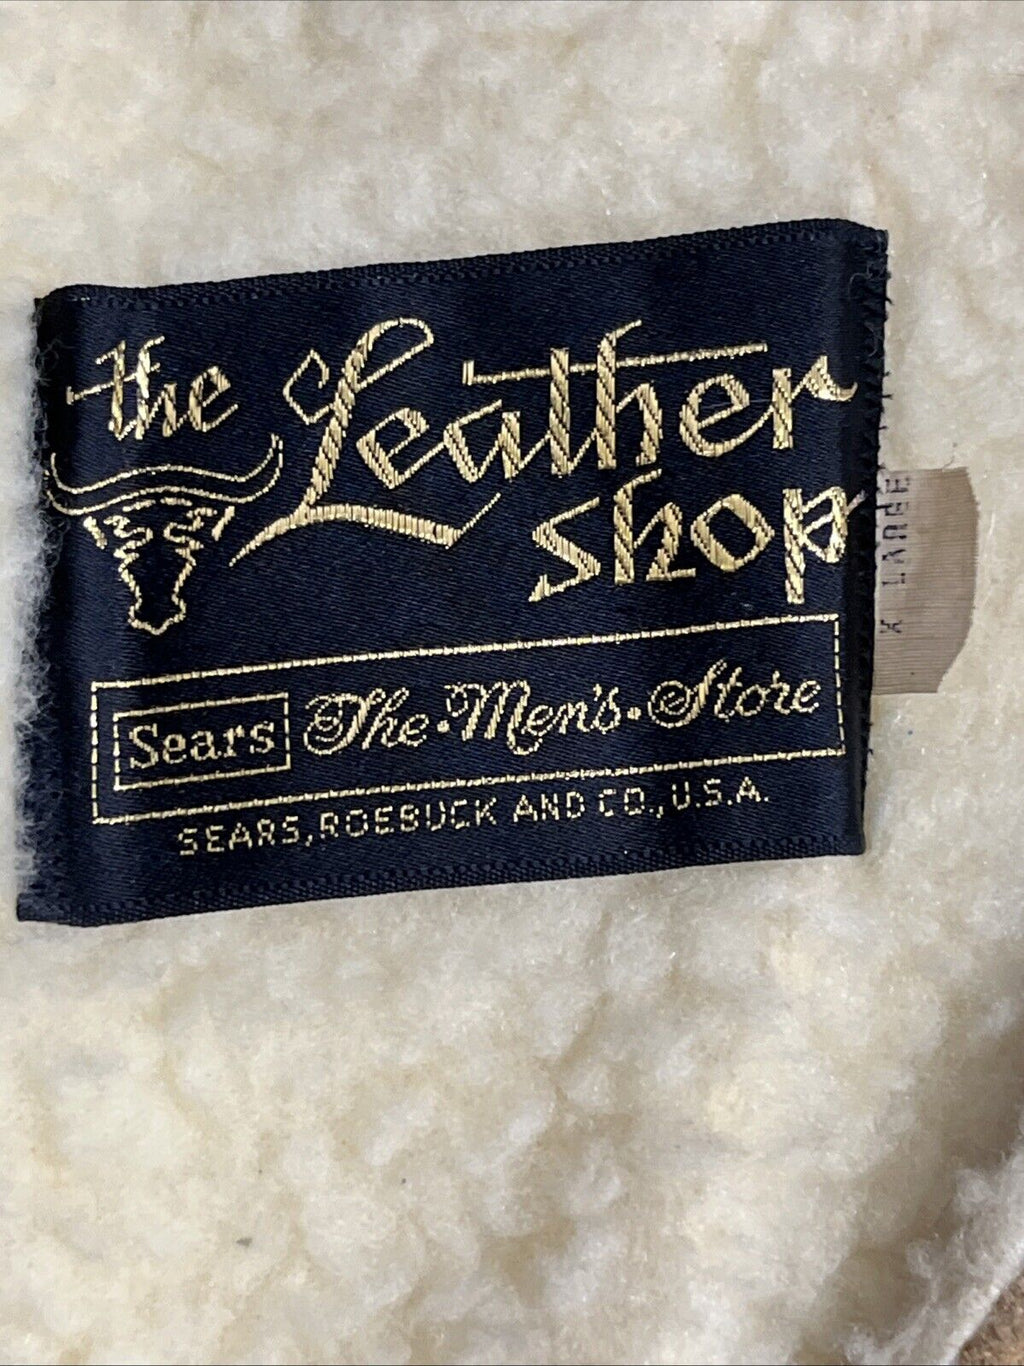 the Leather
shop
Sears The·Men's·Store
SEARS, ROEBUCK AND CO., U.S.A.
X LARGE